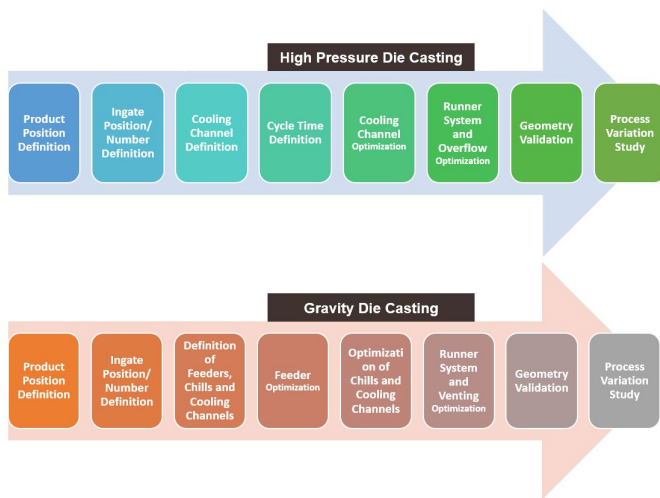 High Pressure Die Casting
Product
Position
Definition
Ingate
Position/
Number
Definition
Cooling
Channel
Definition
Cycle Time
Definition
Cooling
Channel
Optimization
Runner
System
and
Overflow
Optimization
Geometry
Validation
Process
Variation
Study
Gravity Die Casting
Product
Position
Definition
Ingate
Position/
Number
Definition
Definition
of
Feeders,
Chills and
Cooling
Channels
Feeder
Optimization
Optimizati
on of
Chills and
Cooling
Channels
Runner
System
and
Venting
Optimization
Geometry
Validation
Process
Variation
Study